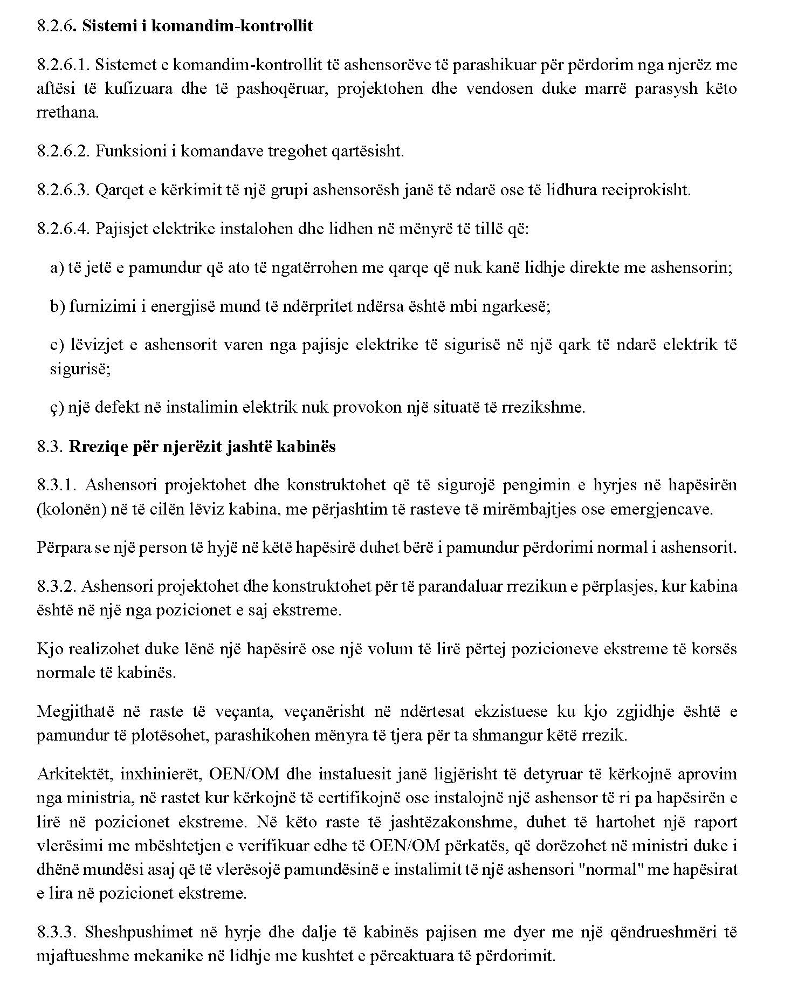 8.2.6. Sistemi i komandim-kontrollit
8.2.6.1. Sistemet e komandim-kontrollit të ashensorëve të parashikuar për përdorim nga njerëz me
aftësi të kufizuara dhe të pashoqëruar, projektohen dhe vendosen duke marrë parasysh këto
rrethana.
8.2.6.2. Funksioni i komandave tregohet qartësisht.
8.2.6.3. Qarqet e kërkimit të një grupi ashensorësh janë të ndarë ose të lidhura reciprokisht.
8.2.6.4. Pajisjet elektrike instalohen dhe lidhen në mënyrë të tillë që:
a) të jetë e pamundur që ato të ngatërrohen me qarqe që nuk kanë lidhje direkte me ashensorin;
b) furnizimi i energjisë mund të ndërpritet ndërsa është mbi ngarkesë;
c) lëvizjet e ashensorit varen nga pajisje elektrike të sigurisë në një qark të ndarë elektrik të
sigurisë;
ç) një defekt në instalimin elektrik nuk provokon një situatë të rrezikshme.
8.3. Rreziqe për njerëzit jashtë kabinës
8.3.1. Ashensori projektohet dhe konstruktohet që të sigurojë pengimin e hyrjes në hapësirën
(kolonën) në të cilën lëviz kabina, me përjashtim të rasteve të mirëmbajtjes ose emergjencave.
Përpara se një person të hyjë në këtë hapësirë duhet bërë i pamundur përdorimi normal i ashensorit.
8.3.2. Ashensori projektohet dhe konstruktohet për të parandaluar rrezikun e përplasjes, kur kabina
është në një nga pozicionet e saj ekstreme.
Kjo realizohet duke lënë një hapësirë ose një volum të lirë përtej pozicioneve ekstreme të korsës
normale të kabinës.
Megjithatë në raste të veçanta, veçanërisht në ndërtesat ekzistuese ku kjo zgjidhje është e
pamundur të plotësohet, parashikohen mënyra të tjera për ta shmangur këtë rrezik.
Arkitektët, inxhinierët, OEN/OM dhe instaluesit janë ligjërisht të detyruar të kërkojnë aprovim
nga ministria, në rastet kur kërkojnë të certifikojnë ose instalojnë një ashensor të ri pa hapësirën e
lirë në pozicionet ekstreme. Në këto raste të jashtëzakonshme, duhet të hartohet një raport
vlerësimi me mbështetjen e verifikuar edhe të OEN/OM përkatës, që dorëzohet në ministri duke i
dhënë mundësi asaj që të vlerësojë pamundësinë e instalimit të një ashensori "normal" me hapësirat
e lira në pozicionet ekstreme.
8.3.3. Sheshpushimet në hyrje dhe dalje të kabinës pajisen me dyer me një qëndrueshmëri të
mjaftueshme mekanike në lidhje me kushtet e përcaktuara të përdorimit.